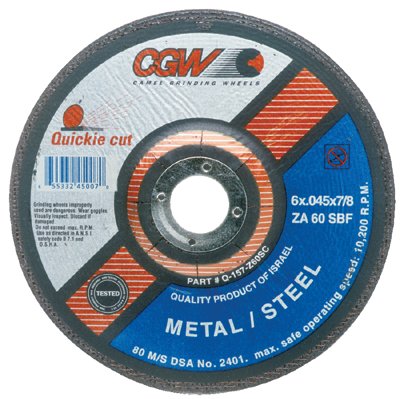 CGW
CAMEL GRINDING WHEELS
Quickie cut
6x.045x7/8
ZA 60 SBF
55332 45007
Grinding wheels improperly
used are dangerous. Wear goggles.
Visually inspect. Discard if
damaged
Do not exceed max. R.P.M.
Use as directed in A.N.S.I.
safety code B 7.1 and
O.S.H.A.
TESTED
PART # Q-157-Z60SC
QUALITY PRODUCT OF ISRAEL
METAL / STEEL
80 M/S DSA No. 2401. max. safe operating speed: 10,200 R.P.M.